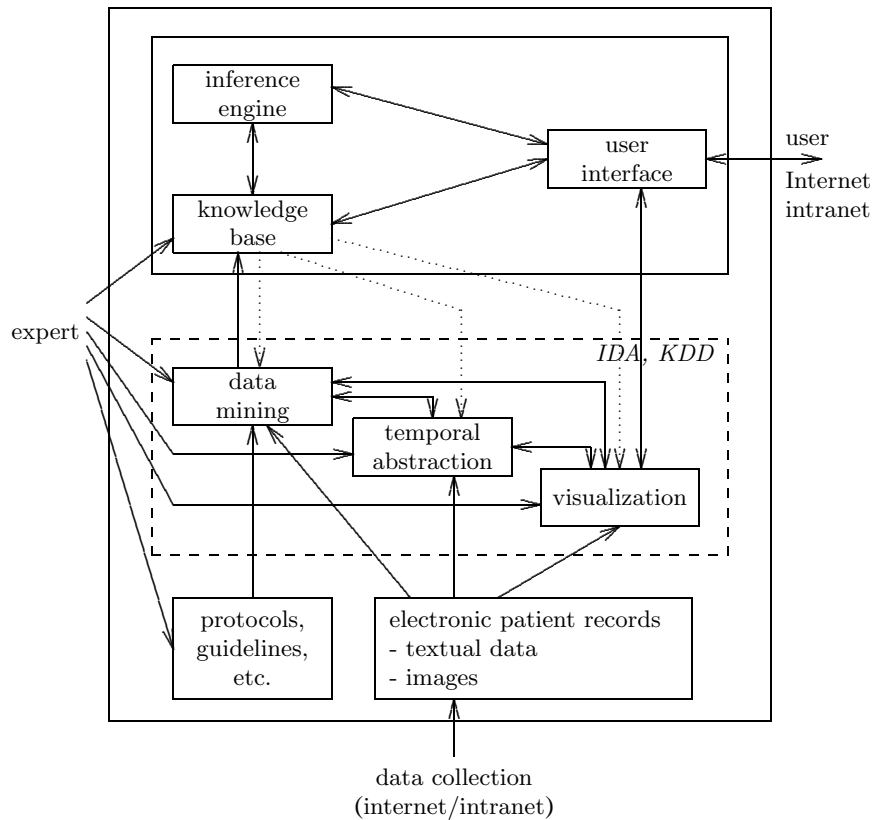 inference
engine
user
interface
user
Internet
intranet
knowledge
base
expert
IDA, KDD
data
mining
temporal
abstraction
visualization
protocols,
guidelines,
etc.
electronic patient records
- textual data
- images
data collection
(internet/intranet)